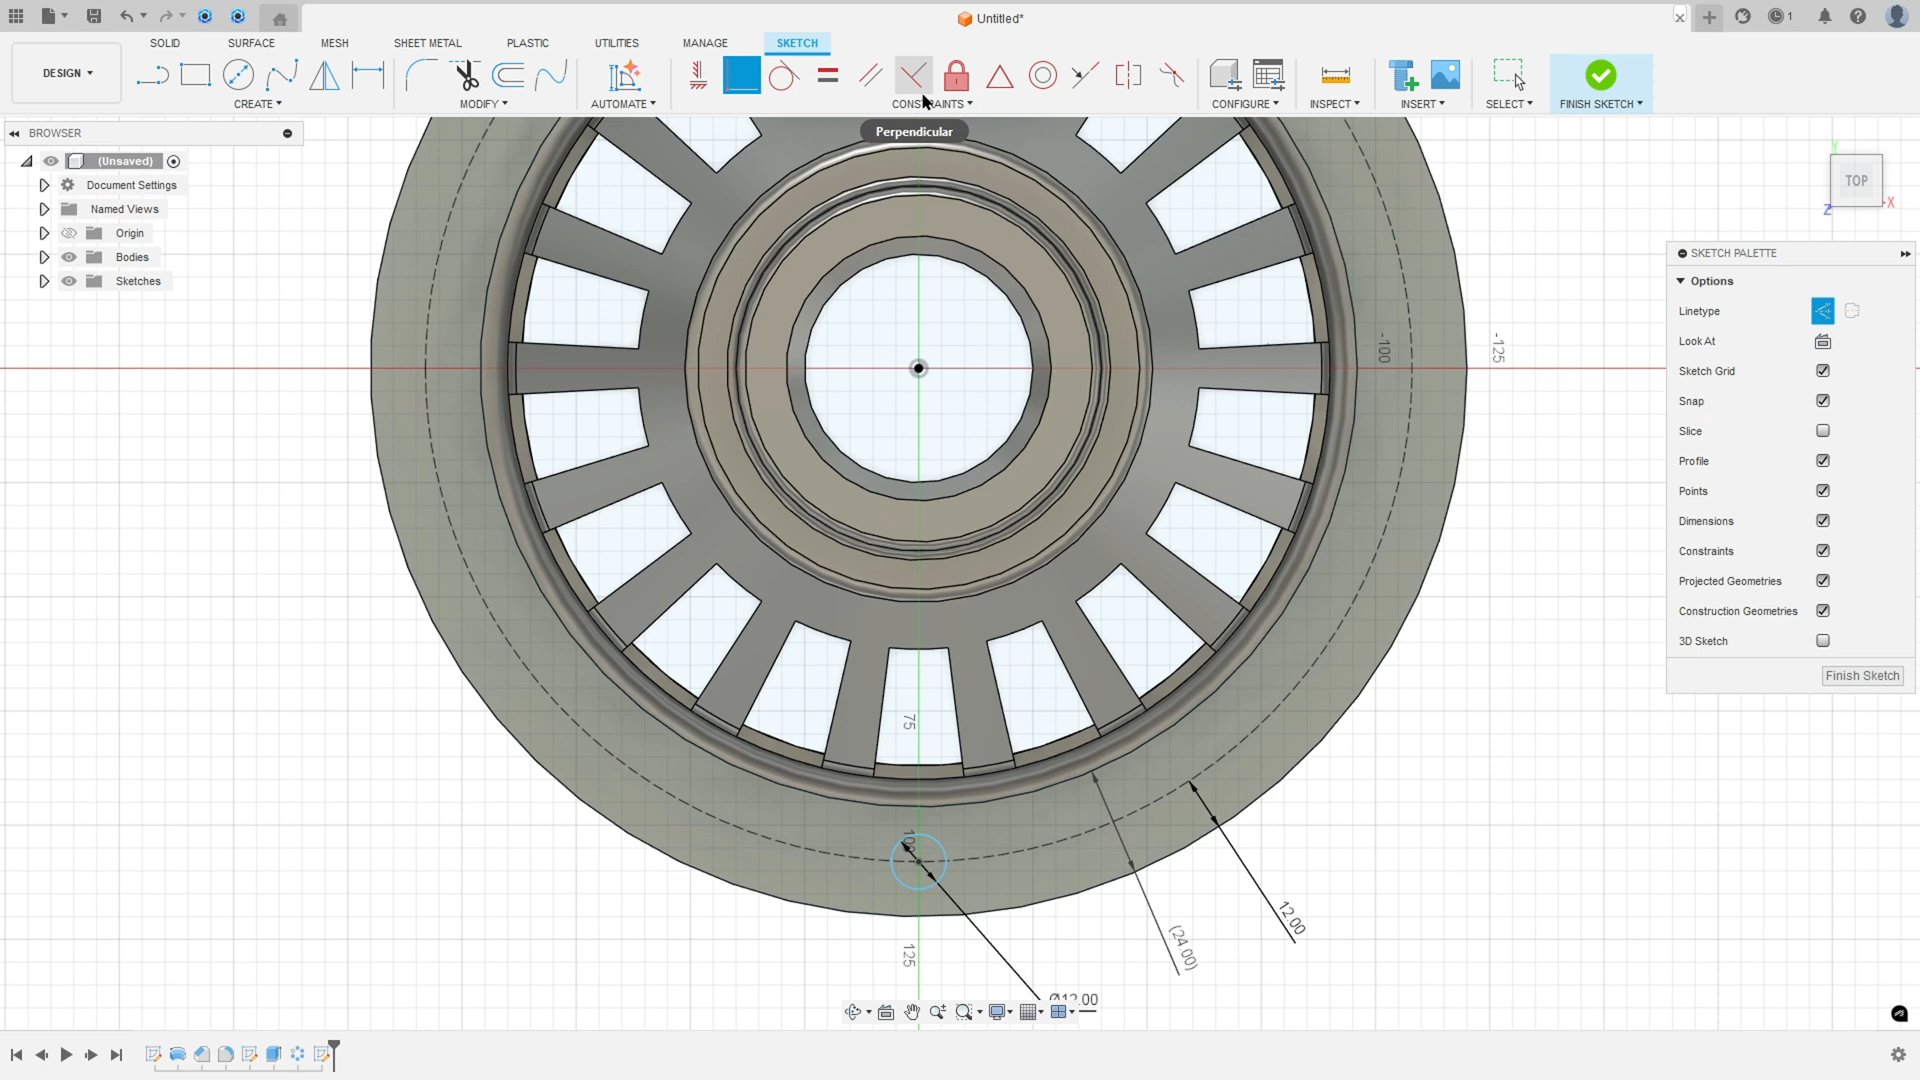 Untitled*
1
SOLID
SURFACE
MESH
SHEET METAL
PLASTIC
UTILITIES
MANAGE
SKETCH
DESIGN
CREATE
MODIFY
AUTOMATE
CONSTRAINTS
CONFIGURE
INSPECT
INSERT
SELECT
FINISH SKETCH
Perpendicular
BROWSER
(Unsaved)
Document Settings
Named Views
Origin
Bodies
Sketches
Y
TOP
Z
X
SKETCH PALETTE
Options
Linetype
Look At
Sketch Grid
Snap
Slice
Profile
Points
Dimensions
Constraints
Projected Geometries
Construction Geometries
3D Sketch
Finish Sketch
-100
-125
75
100
125
(24.00)
12.00
Ø12.00